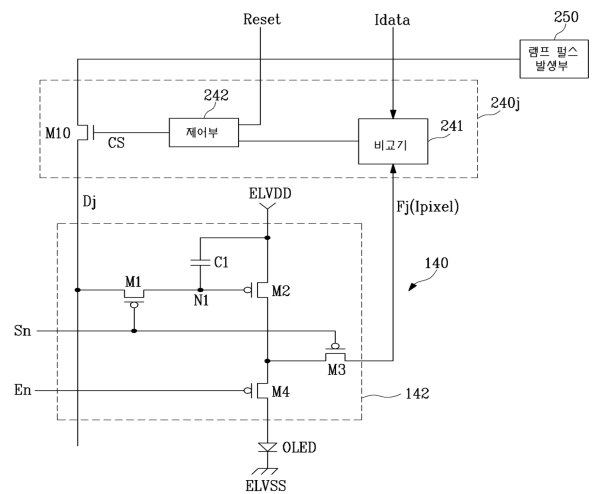 Reset
Idata
250
램프 펄스
발생부
242
240j
M10
CS
제어부
241
비교기
Dj
ELVDD
Fj(Ipixel)
C1
140
M1
N1
M2
Sn
M3
En
M4
142
OLED
ELVSS